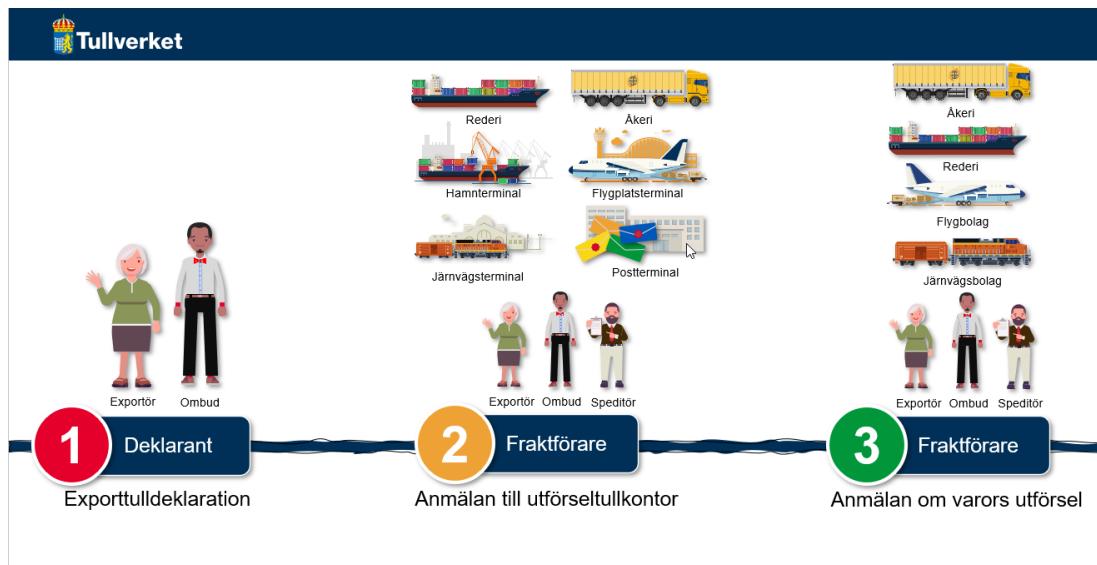 Tullverket
Exportör
Ombud
1
Deklarant
Exporttulldeklaration
Rederi
Åkeri
Hamnterminal
Flygplatsterminal
Järnvägsterminal
Postterminal
Exportör
Ombud
Speditör
2
Fraktförare
Anmälan till utförseltullkontor
Åkeri
Rederi
Flygbolag
Järnvägsbolag
Exportör
Ombud
Speditör
3
Fraktförare
Anmälan om varors utförsel